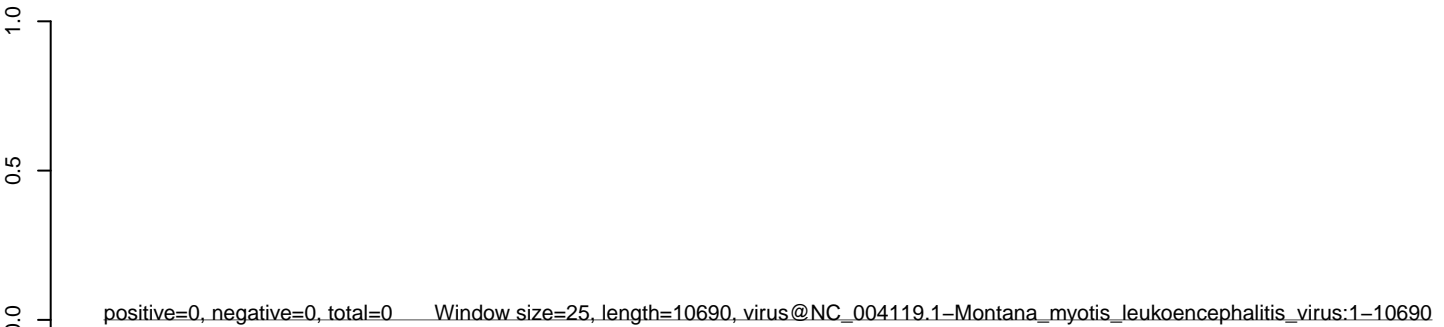 1.0
0.5
0.0
positive=0, negative=0, total=0 Window size=25, length=10690, virus@NC_004119.1−Montana_myotis_leukoencephalitis_virus:1−10690